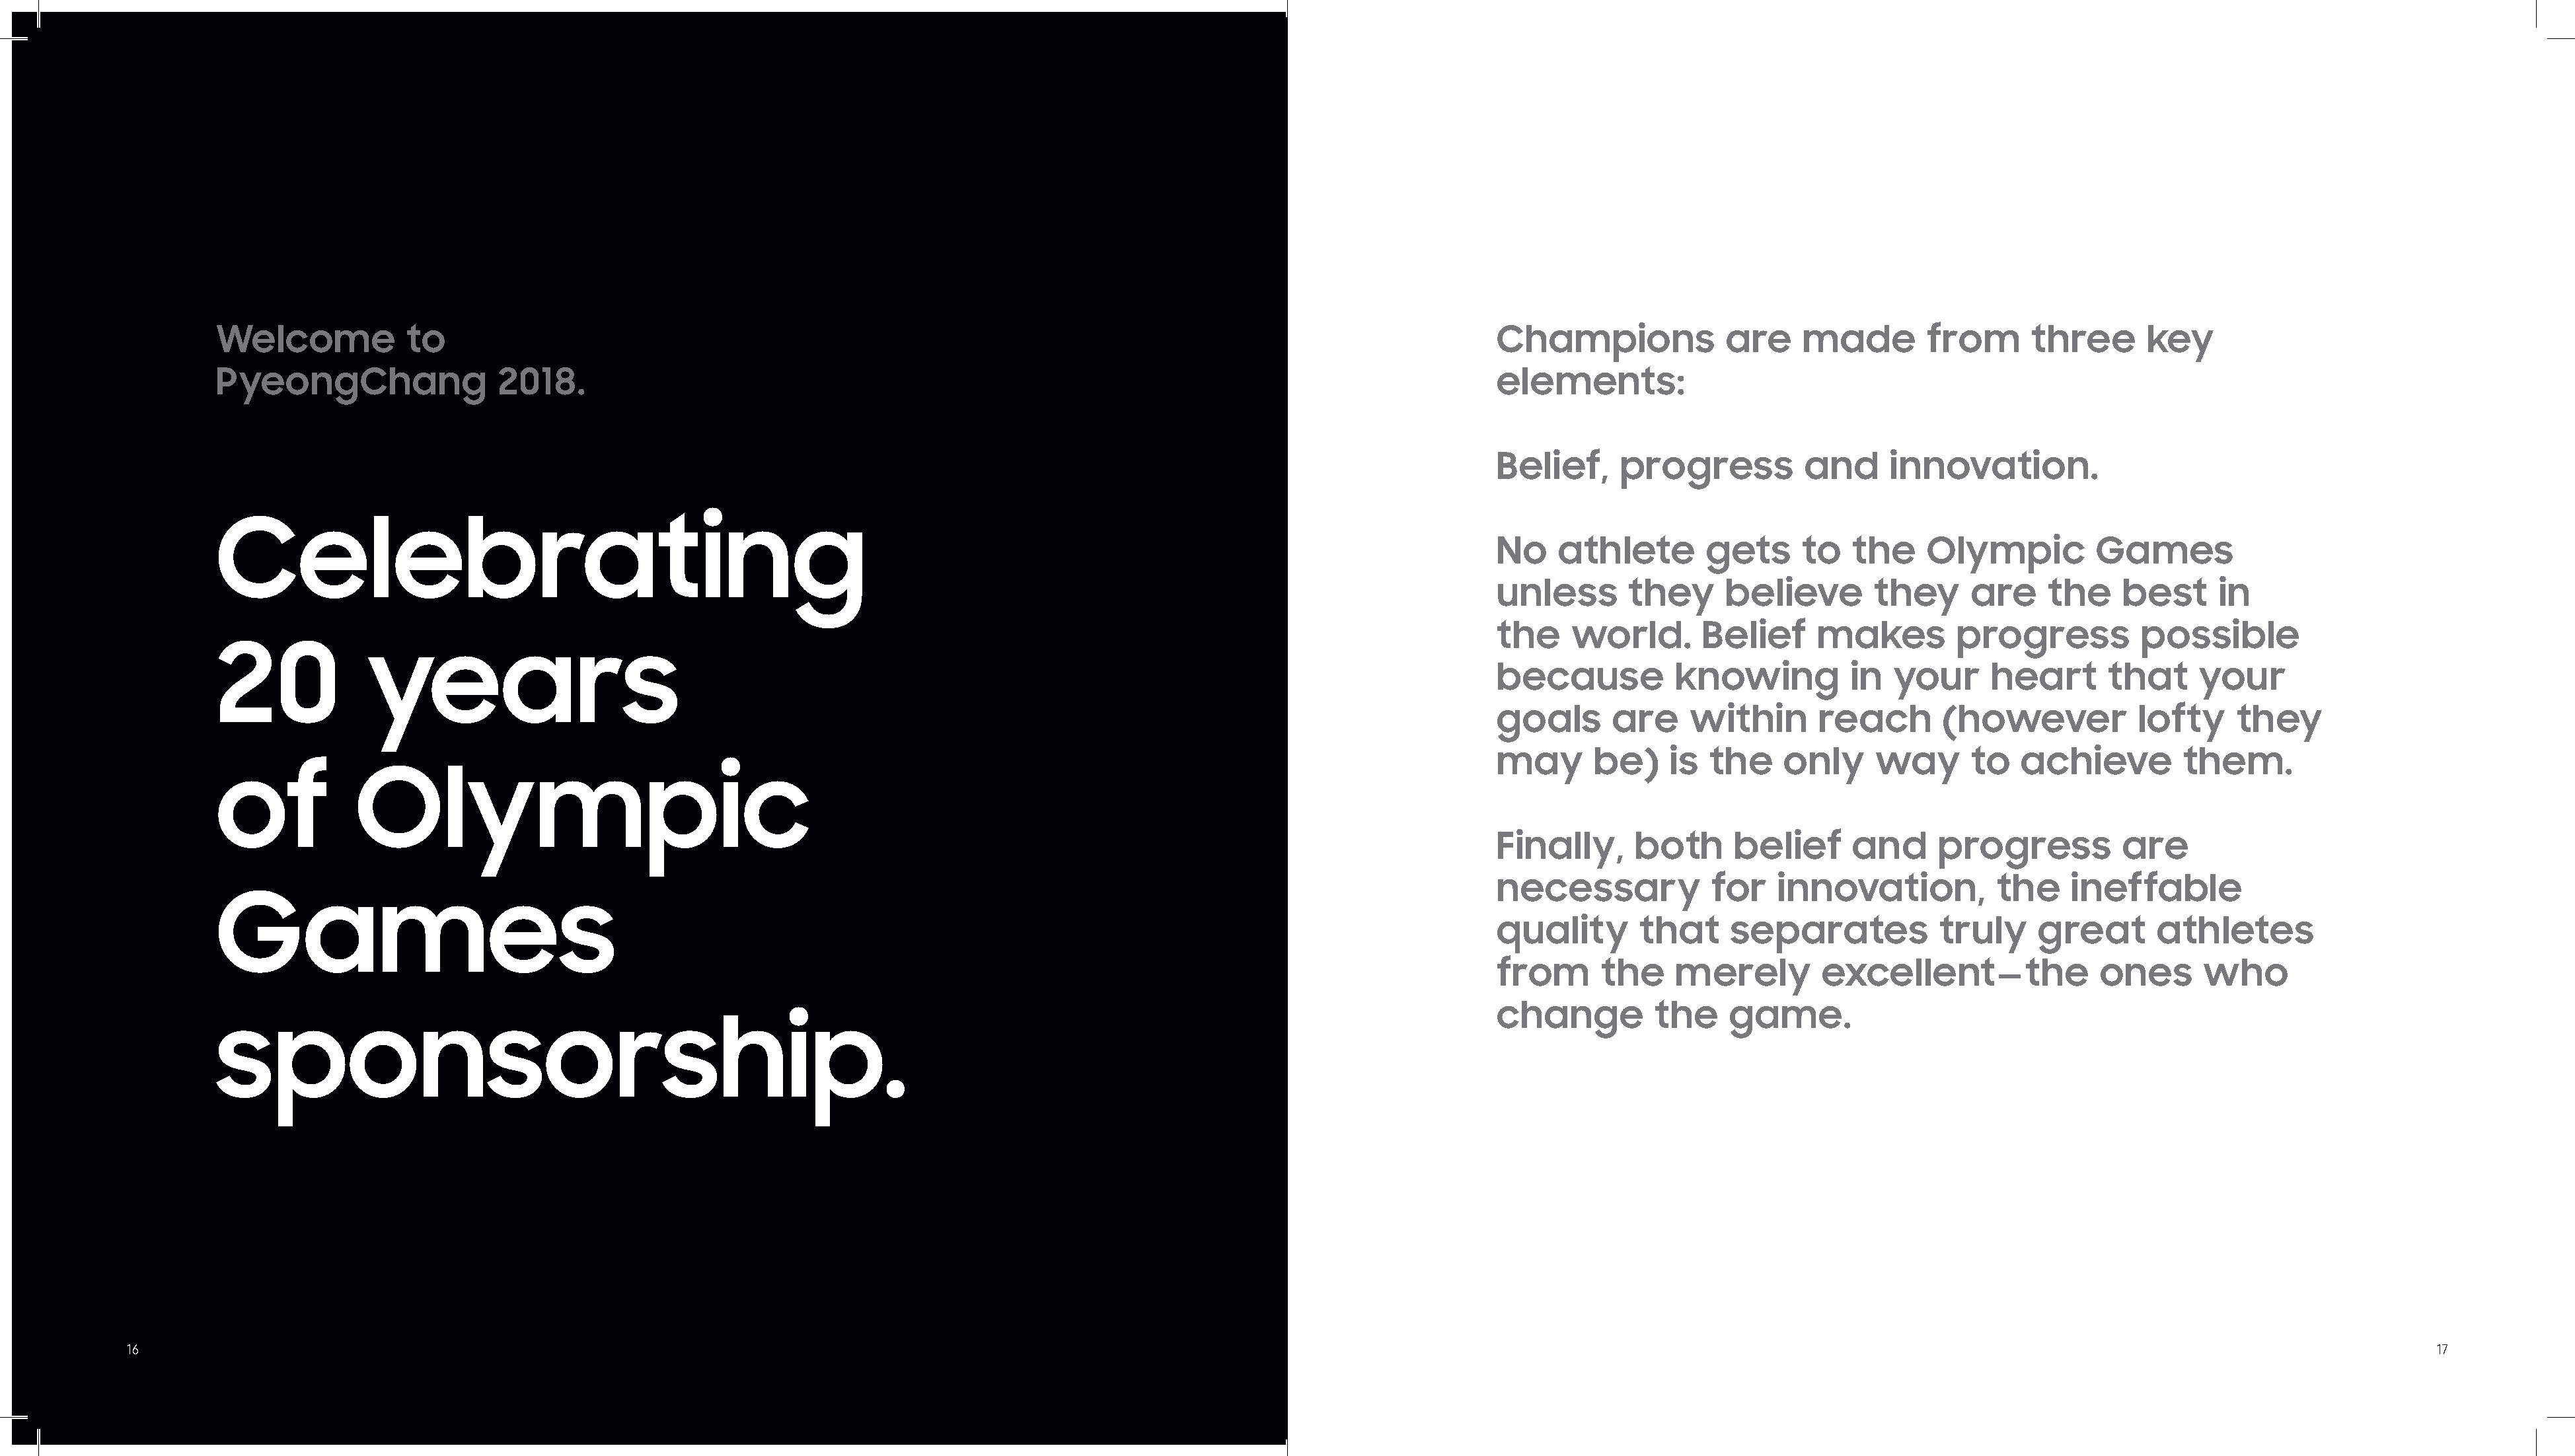 Welcome to
PyeongChang 2018.
Celebrating
20 years
of Olympic
Games
sponsorship.
16
Champions are made from three key
elements:
Belief, progress and innovation.
No athlete gets to the Olympic Games
unless they believe they are the best in
the world. Belief makes progress possible
because knowing in your heart that your
goals are within reach (however lofty they
may be) is the only way to achieve them.
Finally, both belief and progress are
necessary for innovation, the ineffable
quality that separates truly great athletes
from the merely excellent—the ones who
change the game.
17